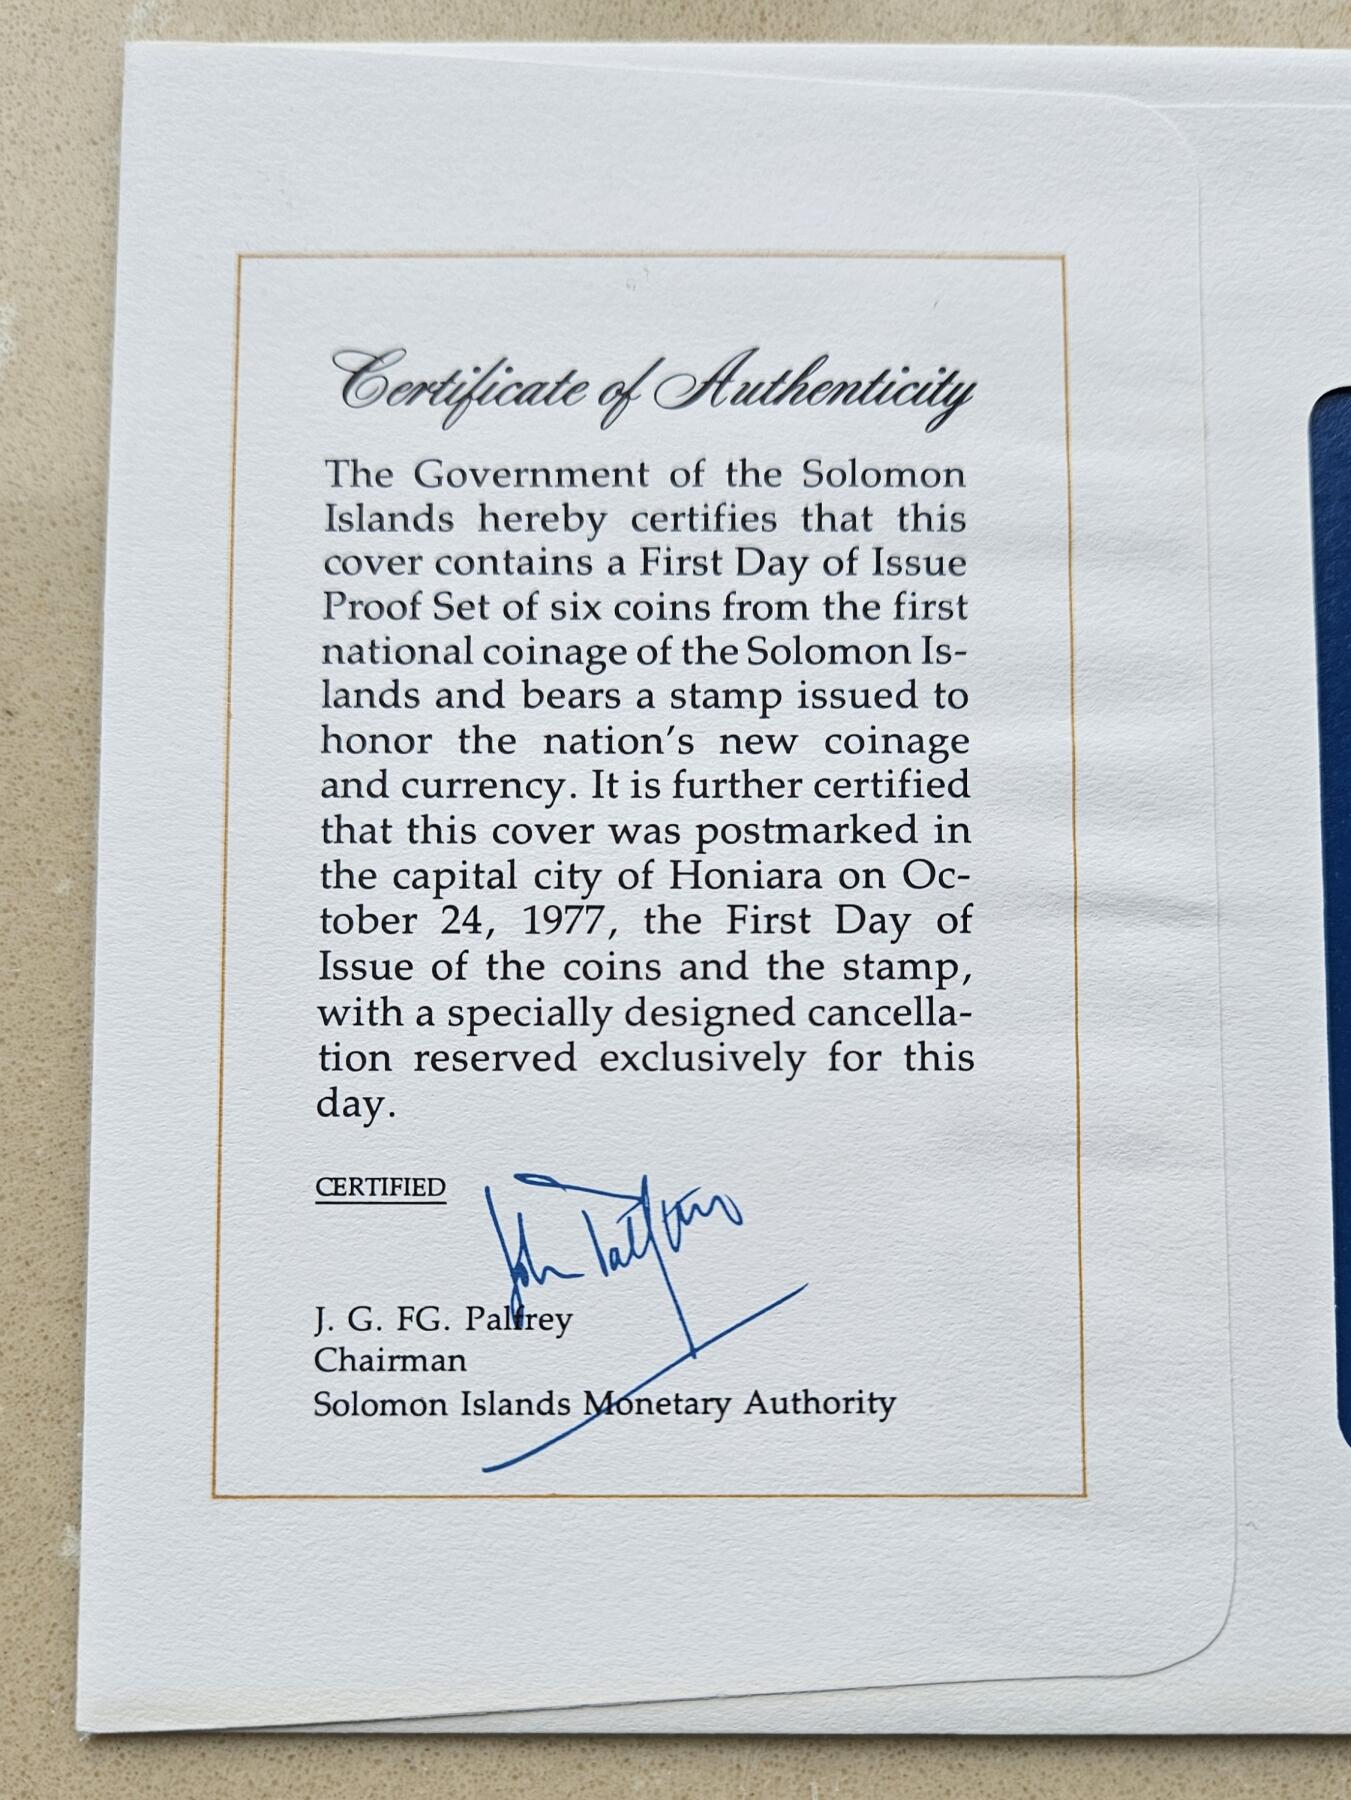 Certificate of Authenticity
The Government of the Solomon
Islands hereby certifies that this
cover contains a First Day of Issue
Proof Set of six coins from the first
national coinage of the Solomon Is-
lands and bears a stamp issued to
honor the nation's new coinage
and currency. It is further certified
that this cover was postmarked in
the capital city of Honiara on Oc-
tober 24, 1977, the First Day of
Issue of the coins and the stamp,
with a specially designed cancella-
tion reserved exclusively for this
day.
CERTIFIED
John Palfrey
J. G. FG. Palfrey
Chairman
Solomon Islands Monetary Authority